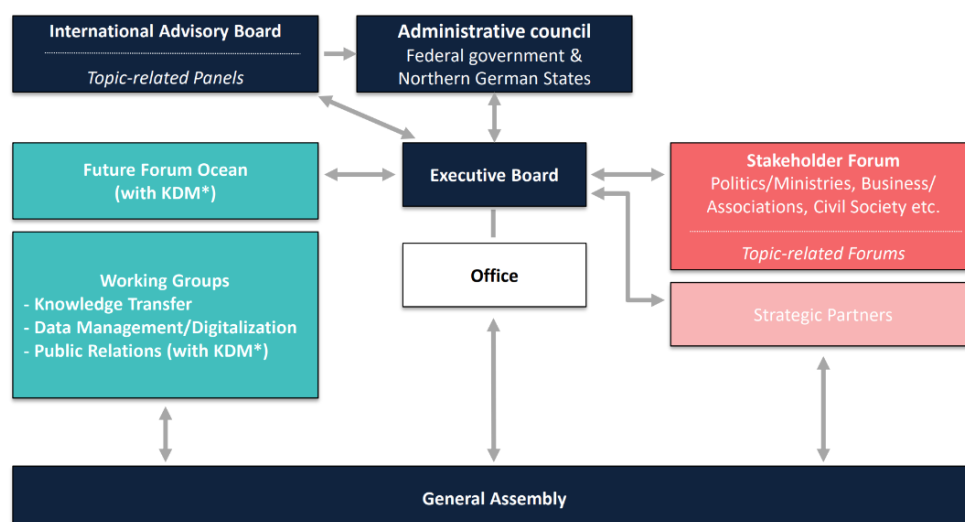 International Advisory Board
Topic-related Panels
Administrative council
Federal government &
Northern German States
Future Forum Ocean
(with KDM*)
Executive Board
Stakeholder Forum
Politics/Ministries, Business/
Associations, Civil Society etc.
Topic-related Forums
Working Groups
- Knowledge Transfer
- Data Management/Digitalization
- Public Relations (with KDM*)
Office
Strategic Partners
General Assembly